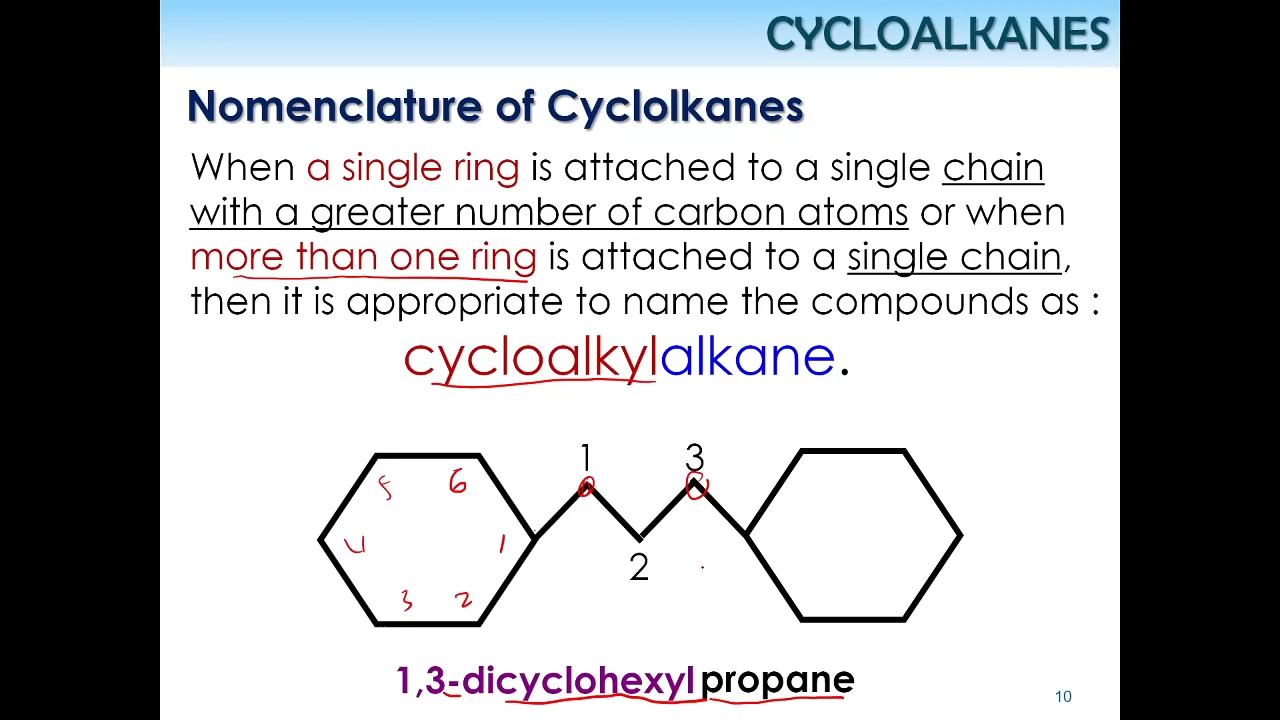 CYCLOALKANES
Nomenclature of Cyclolkanes
When a single ring is attached to a single chain
with a greater number of carbon atoms or when
more than one ring is attached to a single chain,
then it is appropriate to name the compounds as :
cycloalkylalkane.
1 3
5 6
4 1
2
3 2
1,3-dicyclohexylpropane
10